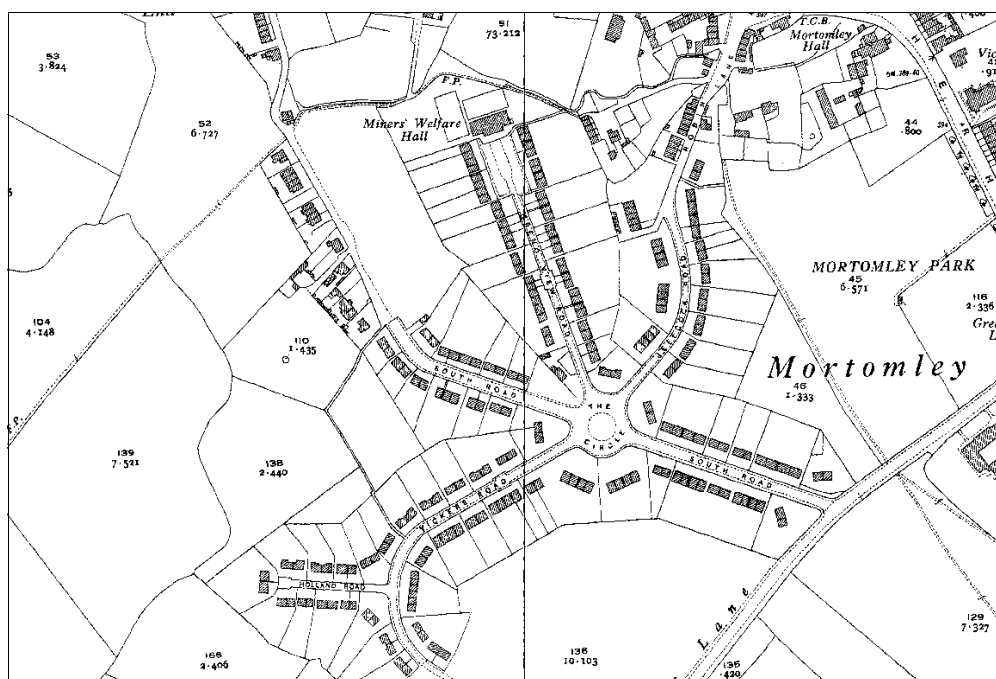 53
3.824
51
73.212
T.C.B.
Mortomley
Hall
F.P.
52
6.727
Miners' Welfare
Hall
44
.800
MORTOMLEY PARK
45
6.571
116
2.336
104
4.148
110
1.435
Mortomley
46
1.333
SOUTH ROAD
THE
CIRCLE
SOUTH ROAD
139
7.521
138
2.440
VICKERS ROAD
HOLLAND ROAD
Lane
129
7.327
166
2.406
136
10.103
135
.420